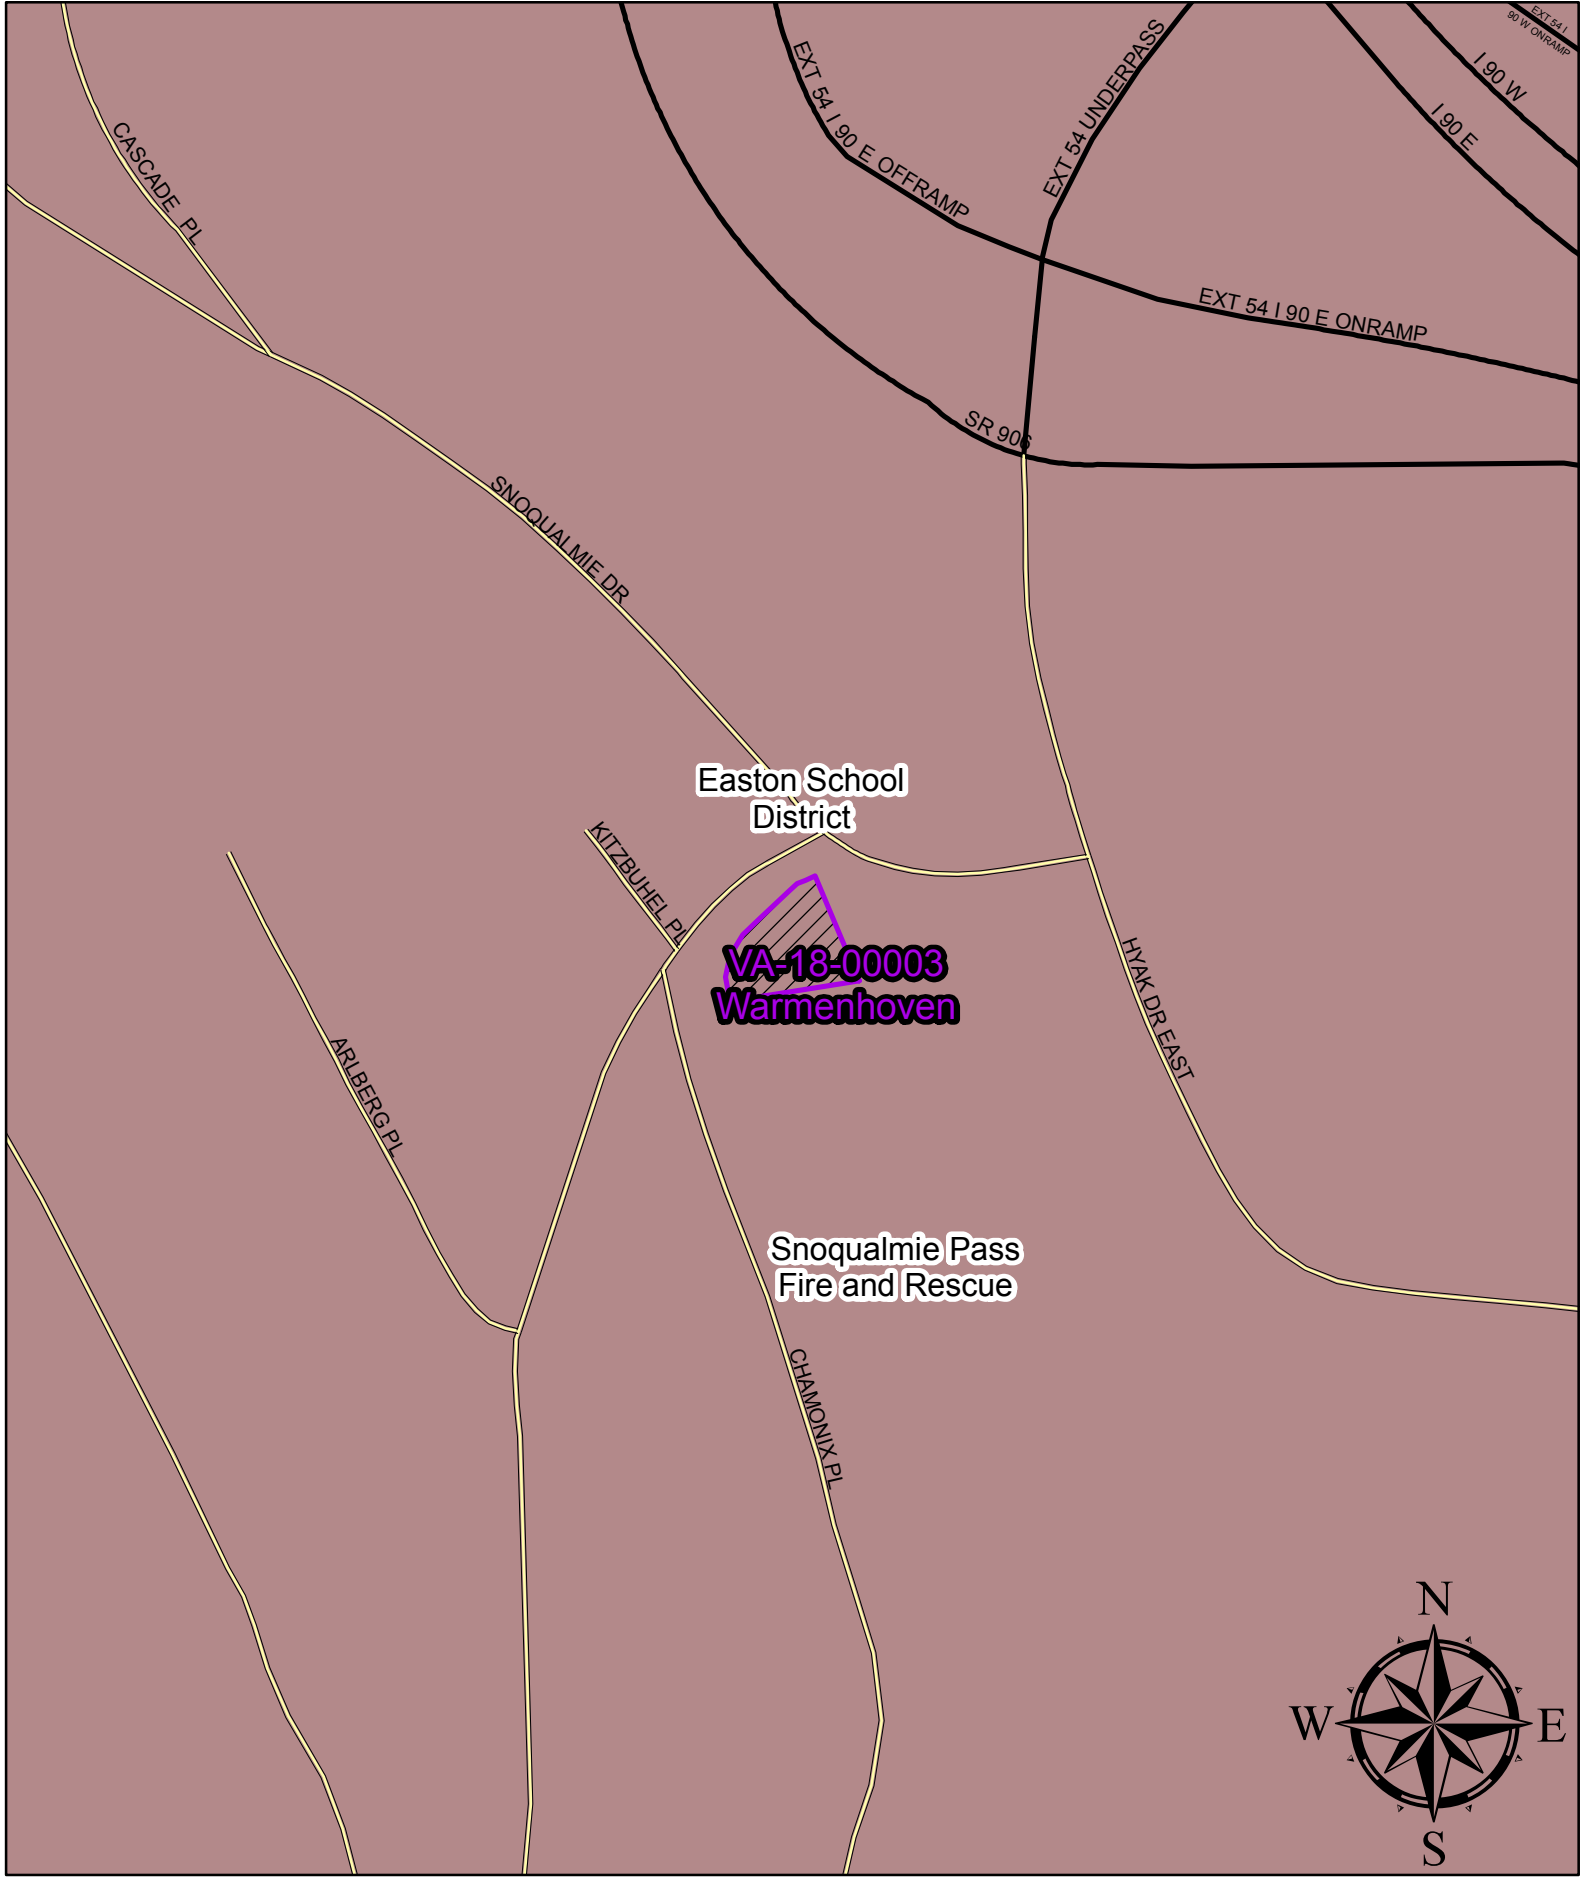 EXT 54 I
90 W ONRAMP
I 90 W
I 90 E
EXT 54 UNDERPASS
EXT 54 I 90 E OFFRAMP
CASCADE PL
EXT 54 I 90 E ONRAMP
SR 906
SNOQUALMIE DR
Easton School
District
KITZBUHEL PL
VA-18-00003
Warmenhoven
HYAK DR EAST
ARLBERG PL
Snoqualmie Pass
Fire and Rescue
CHAMONIX PL
N
W
E
S